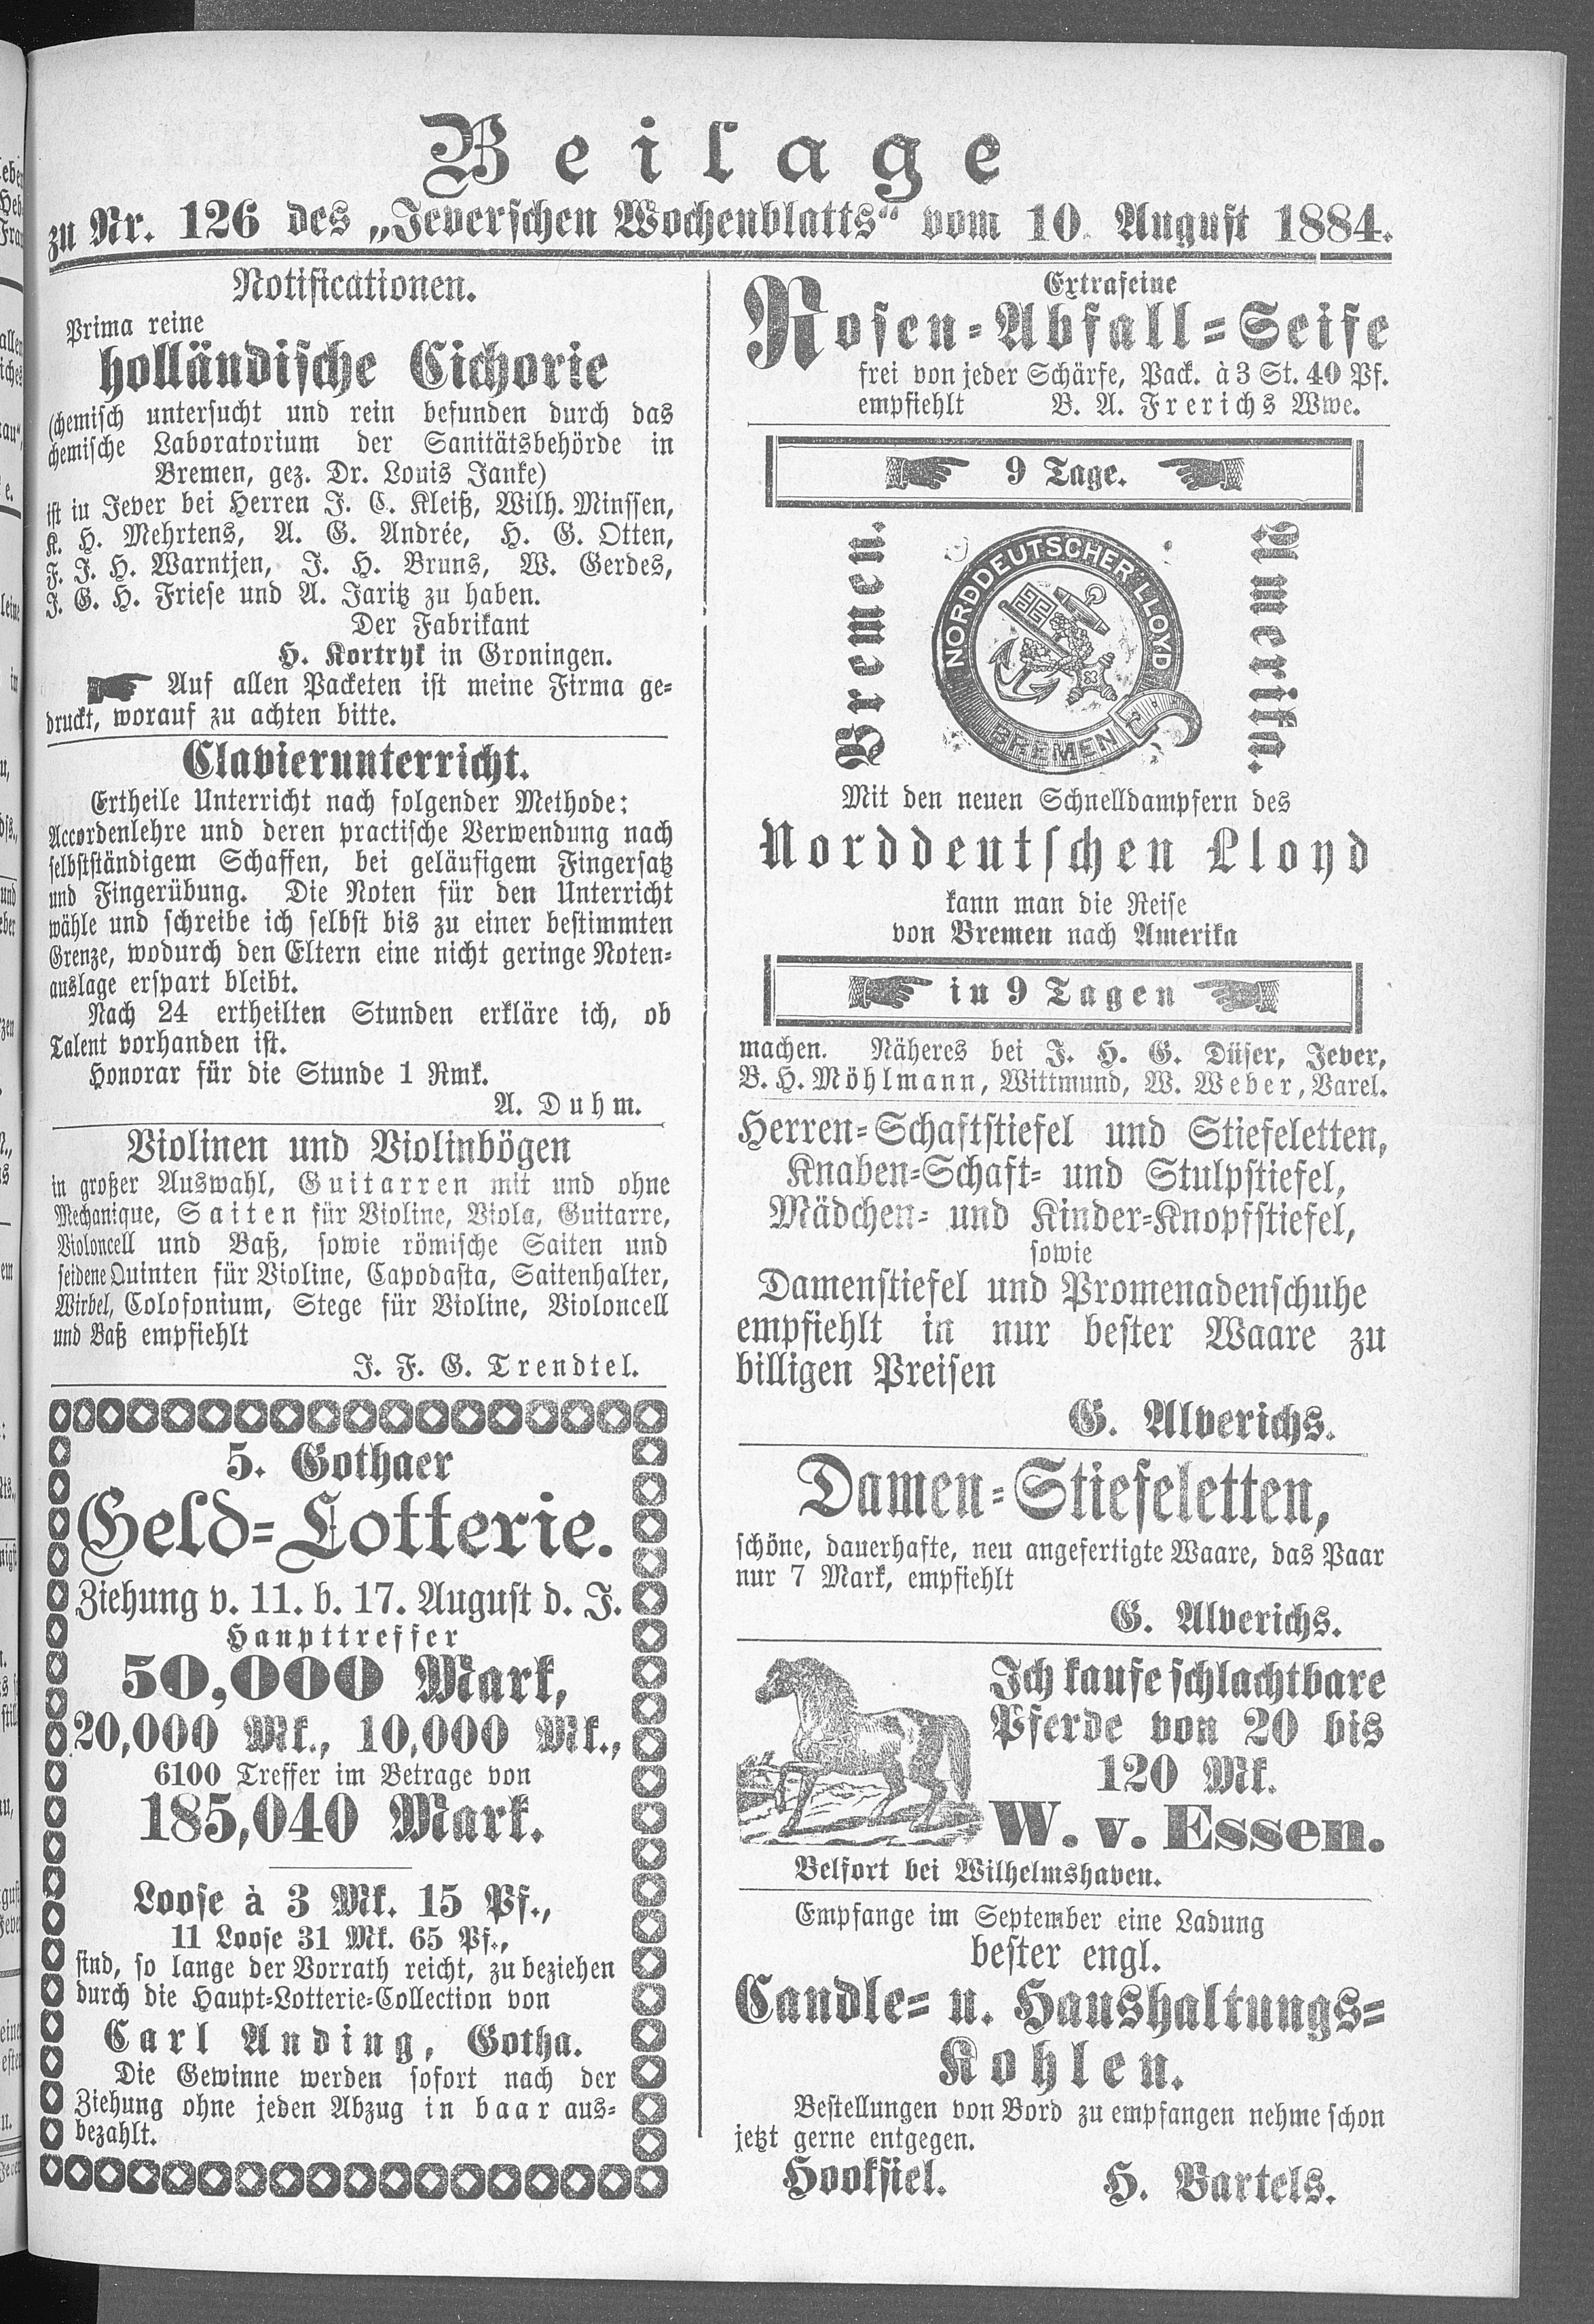 Beilage
zu Nr. 126 des „Jeverschen Wochenblatts“ vom 10. August 1884.
Notificationen.
Prima reine
holländische Cichorie
(chemisch untersucht und rein befunden durch das
chemische Laboratorium der Sanitätsbehörde in
Bremen, gez. Dr. Louis Janke)
ist in Jever bei Herren J. C. Kleiß, Wilh. Minssen,
K. H. Mehrtens, A. G. Andrée, H. G. Otten,
F. J. H. Warntjen, J. H. Bruns, W. Gerdes,
J. G. H. Friese und A. Jaritz zu haben.
Der Fabrikant
H. Kortryk in Groningen.
Auf allen Packeten ist meine Firma ge-
druckt, worauf zu achten bitte.
Clavierunterricht.
Ertheile Unterricht nach folgender Methode:
Accordenlehre und deren practische Verwendung nach
selbstständigem Schaffen, bei geläufigem Fingersatz
und Fingerübung. Die Noten für den Unterricht
wähle und schreibe ich selbst bis zu einer bestimmten
Grenze, wodurch den Eltern eine nicht geringe Noten-
auslage erspart bleibt.
Nach 24 ertheilten Stunden erkläre ich, ob
Talent vorhanden ist.
Honorar für die Stunde 1 Rmk.
A. Duhm.
Violinen und Violinbögen
in großer Auswahl, Guitarren mit und ohne
Mechanique, Saiten für Violine, Viola, Guitarre,
Violoncell und Baß, sowie römische Saiten und
seidene Quinten für Violine, Capodasta, Saitenhalter,
Wirbel, Colofonium, Stege für Violine, Violoncell
und Baß empfiehlt
J. F. G. Trendtel.
5. Gothaer
Geld-Lotterie.
Ziehung v. 11. b. 17. August d. J.
Haupttreffer
50,000 Mark,
20,000 Mk., 10,000 Mk.,
6100 Treffer im Betrage von
185,040 Mark.
Loose à 3 Mk. 15 Pf.,
11 Loose 31 Mk. 65 Pf.,
sind, so lange der Vorrath reicht, zu beziehen
durch die Haupt-Lotterie-Collection von
Carl Anding, Gotha.
Die Gewinne werden sofort nach der
Ziehung ohne jeden Abzug in baar aus-
bezahlt.
Extrafeine
Rosen-Abfall-Seife
frei von jeder Schärfe, Pack. à 3 St. 40 Pf.
empfiehlt B. A. Frerichs Wwe.
9 Tage.
Bremen.
NORDDEUTSCHER LLOYD
BREMEN
Amerika.
Mit den neuen Schnelldampfern des
Norddeutschen Lloyd
kann man die Reise
von Bremen nach Amerika
in 9 Tagen
machen. Näheres bei J. H. G. Düser, Jever,
B. H. Möhlmann, Wittmund, W. Weber, Varel.
Herren-Schaftstiefel und Stiefeletten,
Knaben-Schaft- und Stulpstiefel,
Mädchen- und Kinder-Knopfstiefel,
sowie
Damenstiefel und Promenadenschuhe
empfiehlt in nur bester Waare zu
billigen Preisen
G. Alverichs.
Damen-Stiefeletten,
schöne, dauerhafte, neu angefertigte Waare, das Paar
nur 7 Mark, empfiehlt
G. Alverichs.
Ich kaufe schlachtbare
Pferde von 20 bis
120 Mk.
W. v. Essen.
Belfort bei Wilhelmshaven.
Empfange im September eine Ladung
bester engl.
Candle- u. Haushaltungs-
Kohlen.
Bestellungen von Bord zu empfangen nehme schon
jetzt gerne entgegen.
Hooksiel. H. Bartels.